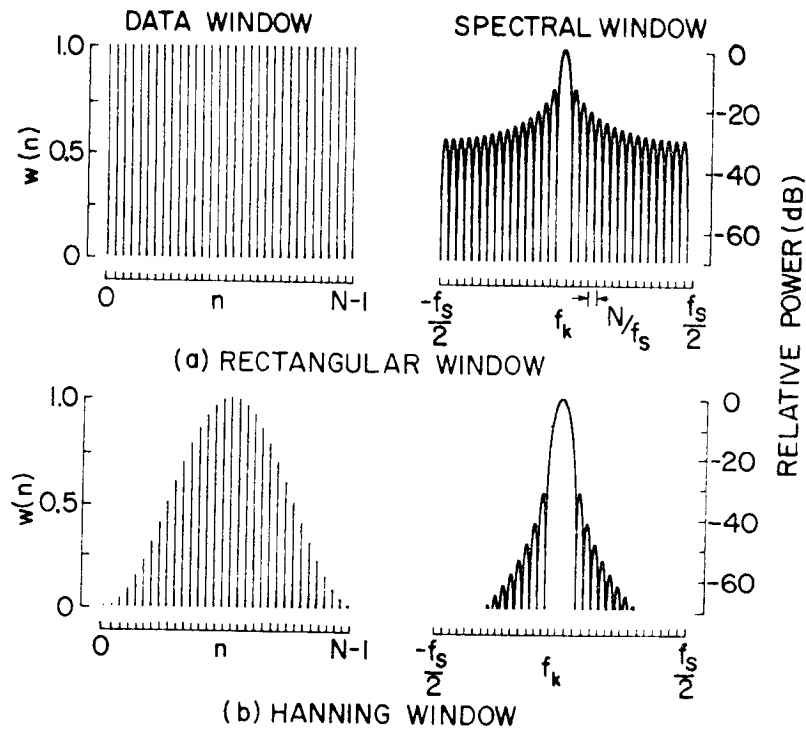 DATA WINDOW
SPECTRAL WINDOW
1.0
0.5
0
w(n)
0 n N-1
0
-20
-40
-60
-fs/2 fk N/fs fs/2
RELATIVE POWER (dB)
(a) RECTANGULAR WINDOW
1.0
0.5
0
w(n)
0 n N-1
0
-20
-40
-60
-fs/2 fk fs/2
(b) HANNING WINDOW